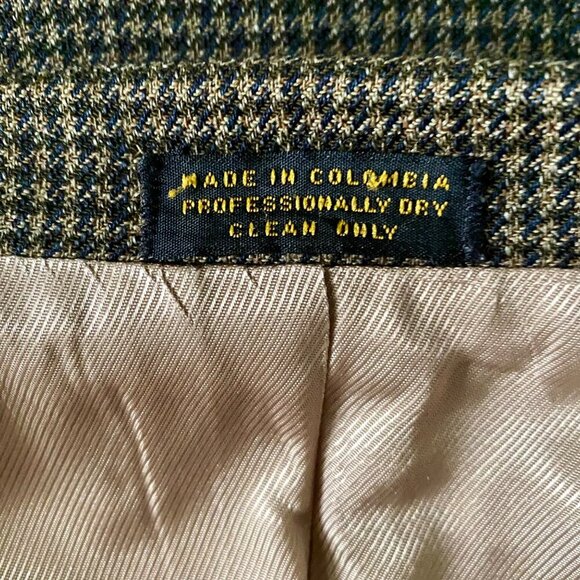 MADE IN COLOMBIA
PROFESSIONALLY DRY
CLEAN ONLY